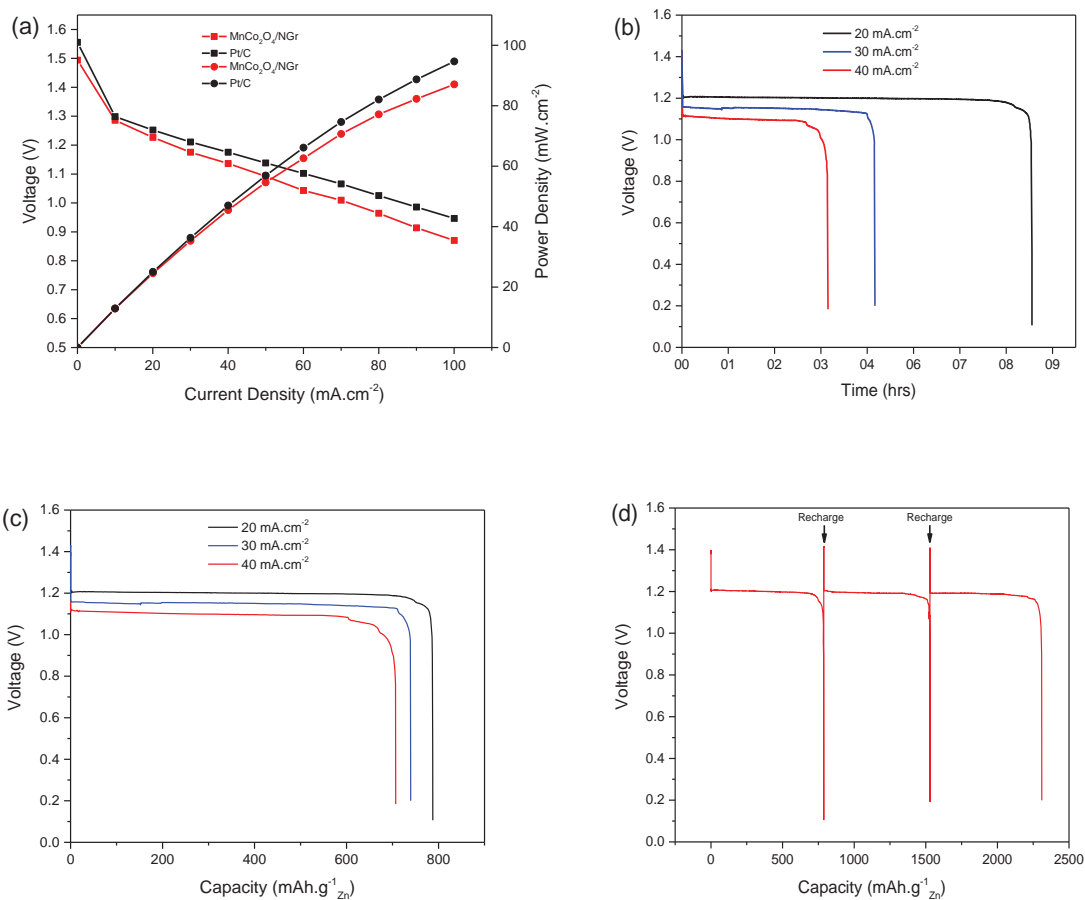 (a)
MnCo₂O₄/NGr
Pt/C
MnCo₂O₄/NGr
Pt/C
1.6
1.5
1.4
1.3
1.2
1.1
1.0
0.9
0.8
0.7
0.6
0.5
Voltage (V)
100
80
60
40
20
0
Power Density (mW.cm⁻²)
0 20 40 60 80 100
Current Density (mA.cm⁻²)
(b)
20 mA.cm⁻²
30 mA.cm⁻²
40 mA.cm⁻²
1.6
1.4
1.2
1.0
0.8
0.6
0.4
0.2
0.0
Voltage (V)
00 01 02 03 04 05 06 07 08 09
Time (hrs)
(c)
20 mA.cm⁻²
30 mA.cm⁻²
40 mA.cm⁻²
1.6
1.4
1.2
1.0
0.8
0.6
0.4
0.2
0.0
Voltage (V)
0 200 400 600 800
Capacity (mAh.g⁻¹Zn)
(d)
Recharge Recharge
1.6
1.4
1.2
1.0
0.8
0.6
0.4
0.2
0.0
Voltage (V)
0 500 1000 1500 2000 2500
Capacity (mAh.g⁻¹Zn)